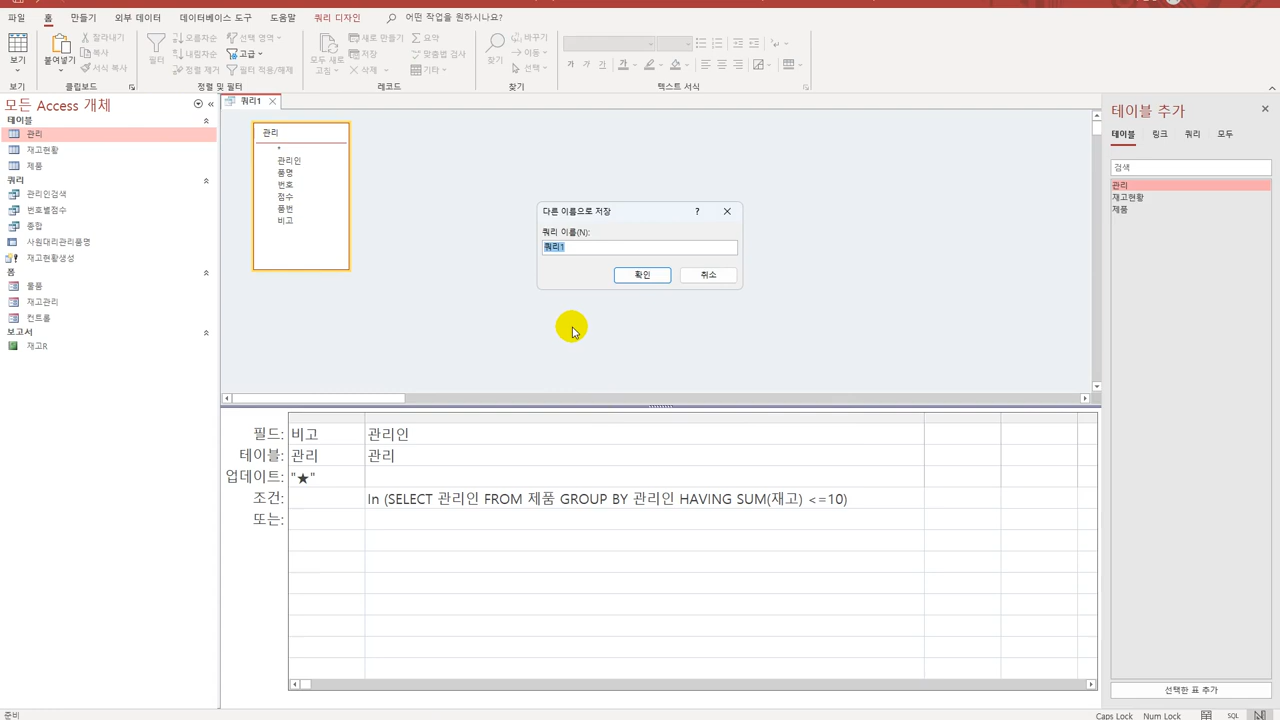 파일 홈 만들기 외부 데이터 데이터베이스 도구 도움말 쿼리 디자인 어떤 작업을 원하시나요?
보기
붙여넣기
잘라내기
복사
서식 복사
필터
오름차순
내림차순
정렬 제거
선택 영역
고급
필터 적용/해제
모두 새로
고침
새로 만들기
저장
삭제
요약
맞춤법 검사
기타
찾기
바꾸기
이동
선택
가 가 가 가
보기 클립보드 정렬 및 필터 레코드 찾기 텍스트 서식
모든 Access 개체
테이블
관리
재고현황
제품
쿼리
관리인검색
번호별점수
종합
사원대리관리품명
재고현황생성
폼
물품
재고관리
컨트롤
보고서
재고R
쿼리1
관리
*
관리인
품명
번호
점수
품번
비고
다른 이름으로 저장 ?
쿼리 이름(N):
쿼리1
확인 취소
필드: 비고 관리인
테이블: 관리 관리
업데이트: "★"
조건: In (SELECT 관리인 FROM 제품 GROUP BY 관리인 HAVING SUM(재고) <=10)
또는:
테이블 추가
테이블 링크 쿼리 모두
검색
관리
재고현황
제품
선택한 표 추가
준비
Caps Lock Num Lock SQL